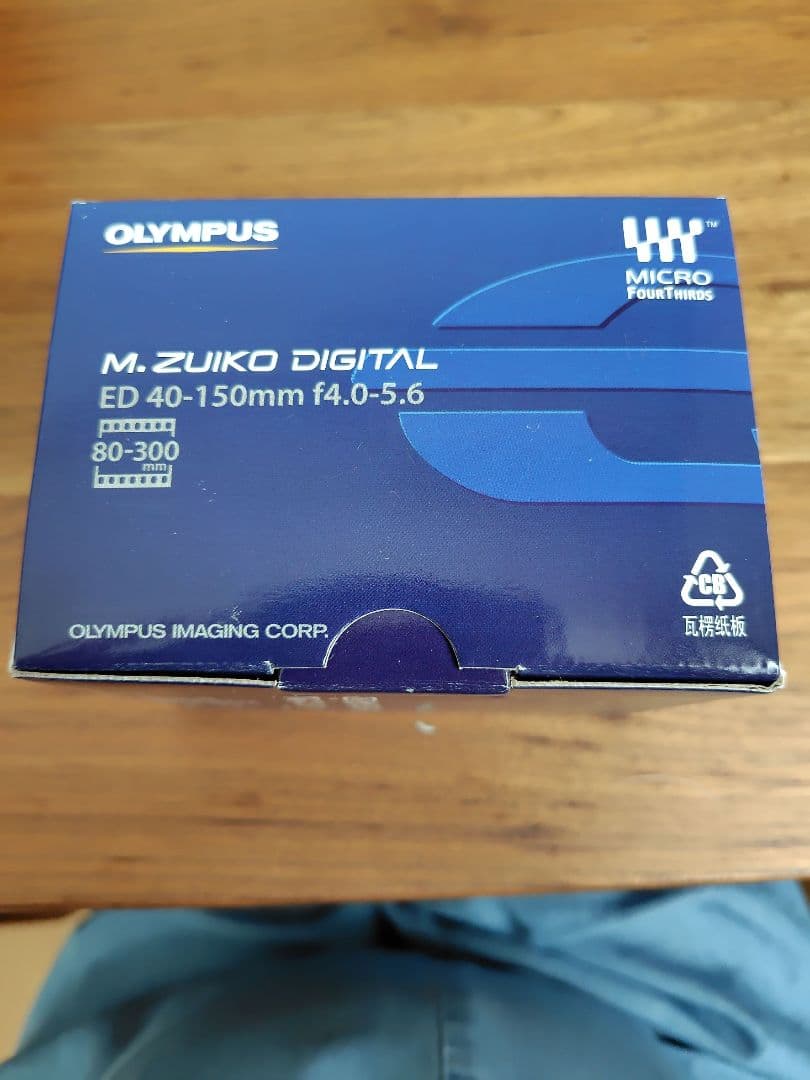 OLYMPUS
MICRO
FOURTHIRDS
TM
M.ZUIKO DIGITAL
ED 40-150mm f4.0-5.6
80-300
mm
CB
瓦楞纸板
OLYMPUS IMAGING CORP.